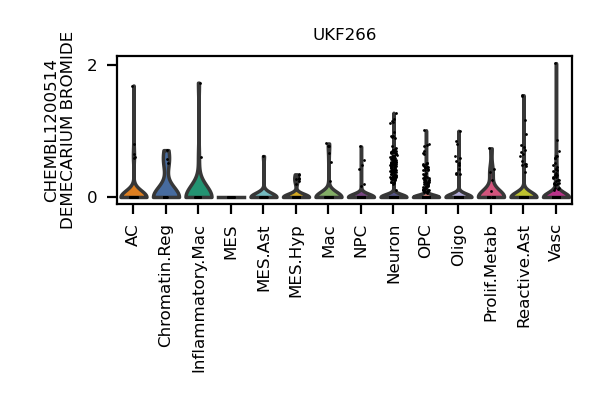 UKF266
CHEMBL1200514
DEMECARIUM BROMIDE
2
0
AC
Chromatin.Reg
Inflammatory.Mac
MES
MES.Ast
MES.Hyp
Mac
NPC
Neuron
OPC
Oligo
Prolif.Metab
Reactive.Ast
Vasc